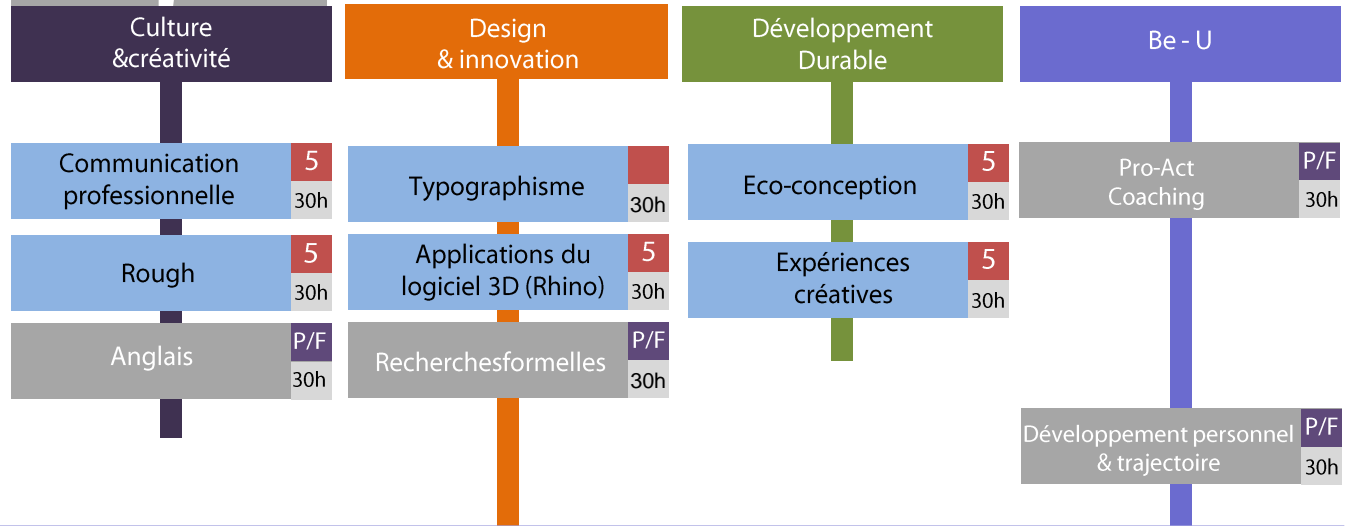 Culture
&créativité
Communication
professionnelle
5
30h
Rough
5
30h
Anglais
P/F
30h
Design
& innovation
Typographisme
30h
Applications du
logiciel 3D (Rhino)
5
30h
Recherchesformelles
P/F
30h
Développement
Durable
Eco-conception
5
30h
Expériences
créatives
5
30h
Be - U
Pro-Act
Coaching
P/F
30h
Développement personnel
& trajectoire
P/F
30h